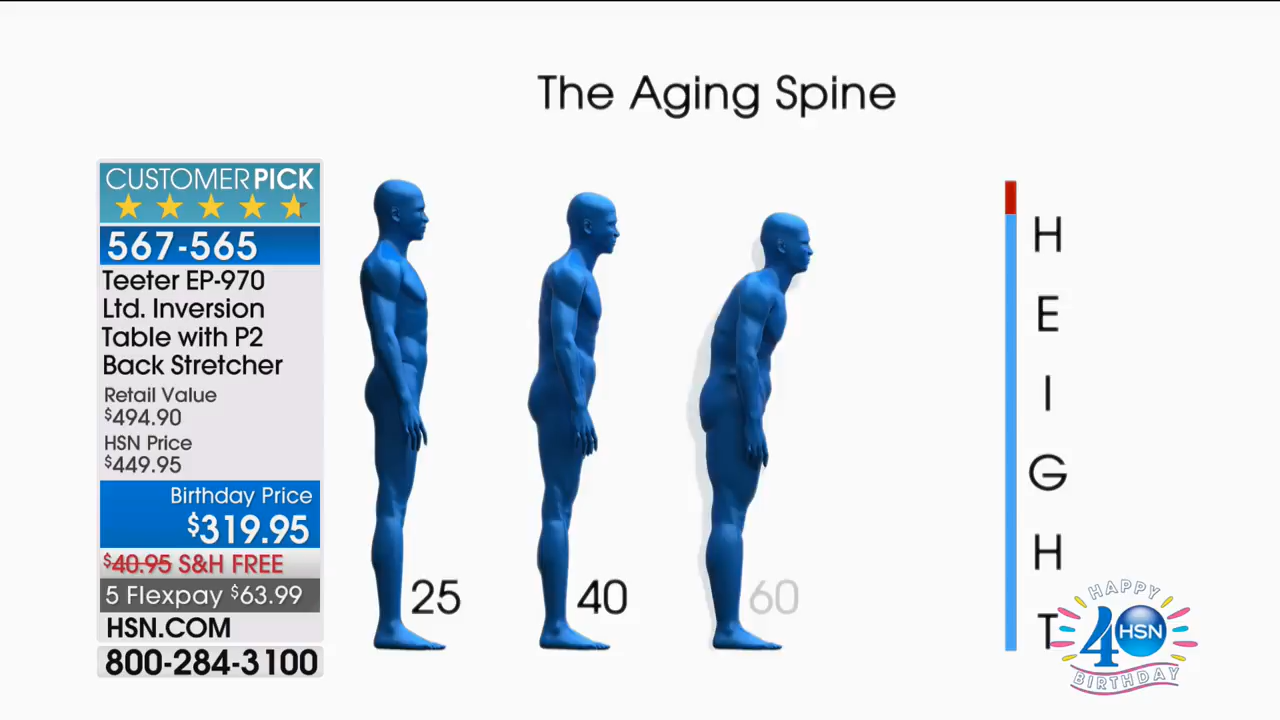 The Aging Spine
CUSTOMERPICK
567-565
Teeter EP-970
Ltd. Inversion
Table with P2
Back Stretcher
Retail Value
$494.90
HSN Price
$449.95
Birthday Price
$319.95
$40.95 S&H FREE
5 Flexpay $63.99
HSN.COM
800-284-3100
25
40
60
HEIGHT
HAPPY
40
HSN
BIRTHDAY